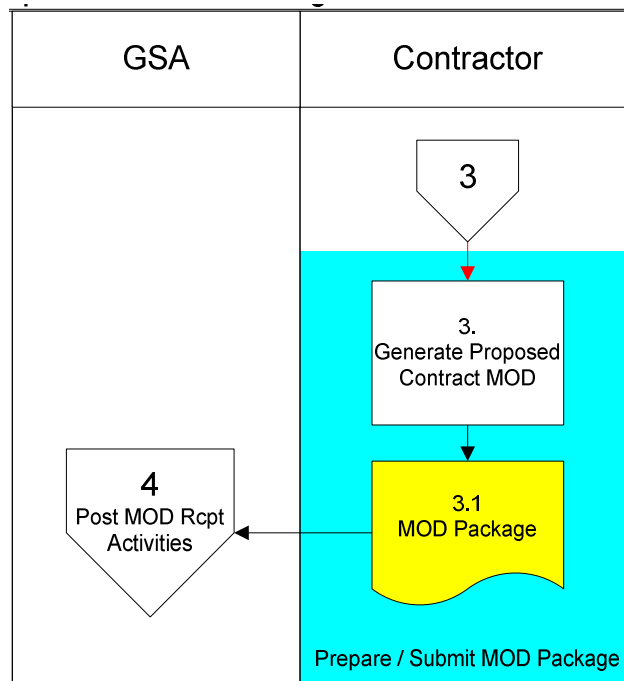 GSA
Contractor
3
3.
Generate Proposed
Contract MOD
3.1
MOD Package
4
Post MOD Rcpt
Activities
Prepare / Submit MOD Package